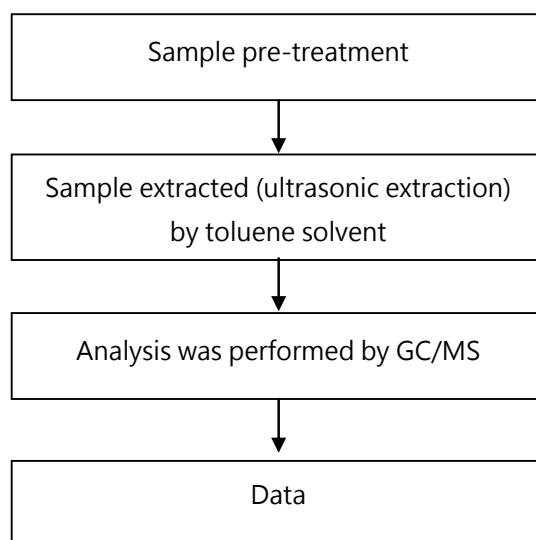 Sample pre-treatment
Sample extracted (ultrasonic extraction)
by toluene solvent
Analysis was performed by GC/MS
Data